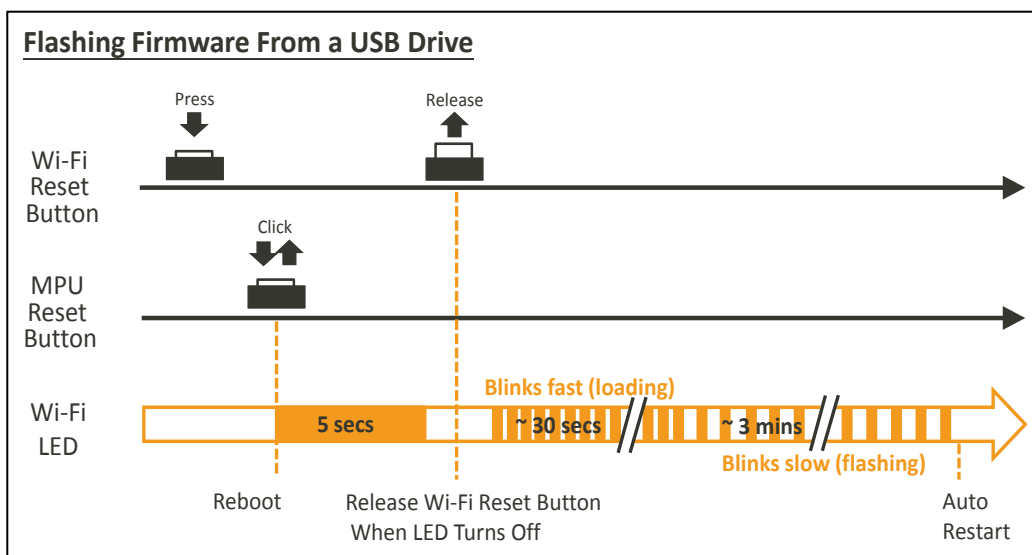 Flashing Firmware From a USB Drive
Press
Release
Wi-Fi
Reset
Button
Click
MPU
Reset
Button
Blinks fast (loading)
Wi-Fi
LED
5 secs
~ 30 secs
~ 3 mins
Blinks slow (flashing)
Reboot
Release Wi-Fi Reset Button
When LED Turns Off
Auto
Restart